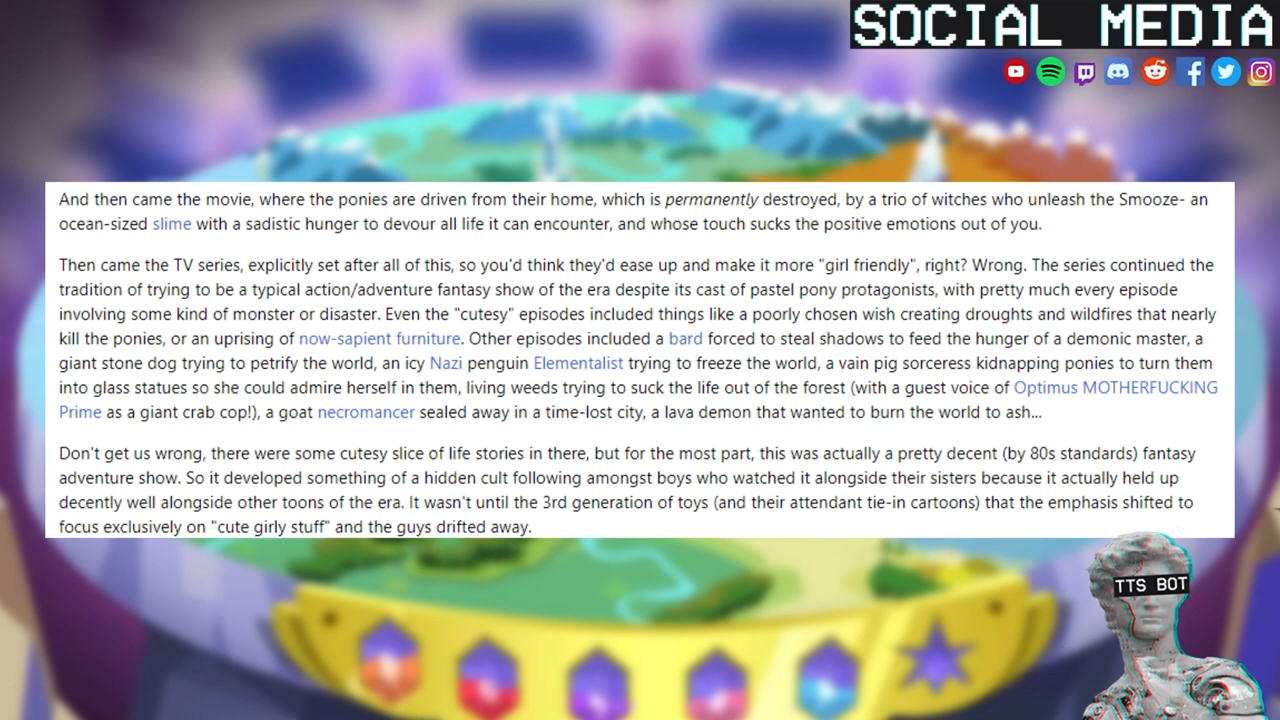 SOCIAL MEDIA
And then came the movie, where the ponies are driven from their home, which is permanently destroyed, by a trio of witches who unleash the Smooze- an
ocean-sized slime with a sadistic hunger to devour all life it can encounter, and whose touch sucks the positive emotions out of you.
Then came the TV series, explicitly set after all of this, so you'd think they'd ease up and make it more "girl friendly", right? Wrong. The series continued the
tradition of trying to be a typical action/adventure fantasy show of the era despite its cast of pastel pony protagonists, with pretty much every episode
involving some kind of monster or disaster. Even the "cutesy" episodes included things like a poorly chosen wish creating droughts and wildfires that nearly
kill the ponies, or an uprising of now-sapient furniture. Other episodes included a bard forced to steal shadows to feed the hunger of a demonic master, a
giant stone dog trying to petrify the world, an icy Nazi penguin Elementalist trying to freeze the world, a vain pig sorceress kidnapping ponies to turn them
into glass statues so she could admire herself in them, living weeds trying to suck the life out of the forest (with a guest voice of Optimus MOTHERFUCKING
Prime as a giant crab cop!), a goat necromancer sealed away in a time-lost city, a lava demon that wanted to burn the world to ash...
Don't get us wrong, there were some cutesy slice of life stories in there, but for the most part, this was actually a pretty decent (by 80s standards) fantasy
adventure show. So it developed something of a hidden cult following amongst boys who watched it alongside their sisters because it actually held up
decently well alongside other toons of the era. It wasn't until the 3rd generation of toys (and their attendant tie-in cartoons) that the emphasis shifted to
focus exclusively on "cute girly stuff" and the guys drifted away.
TTS BOT